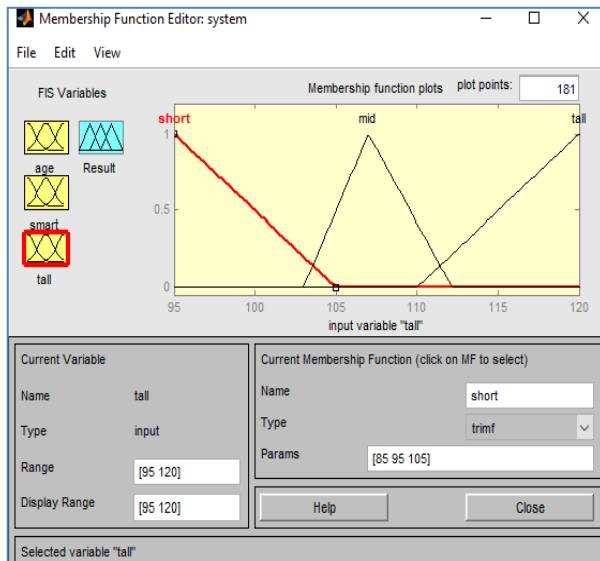 Membership Function Editor: system
File Edit View
FIS Variables
Membership function plots
plot points: 181
age
Result
smart
tall
short
mid
tall
1
0.5
0
95 100 105 110 115 120
input variable "tall"
Current Variable
Name tall
Type input
Range [95 120]
Display Range [95 120]
Current Membership Function (click on MF to select)
Name short
Type trimf
Params [85 95 105]
Help Close
Selected variable "tall"